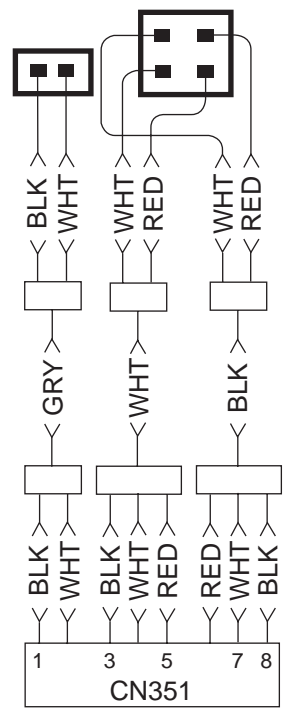 BLK WHT WHT RED WHT RED
GRY WHT BLK
BLK WHT BLK WHT RED RED WHT BLK
1 3 5 7 8
CN351